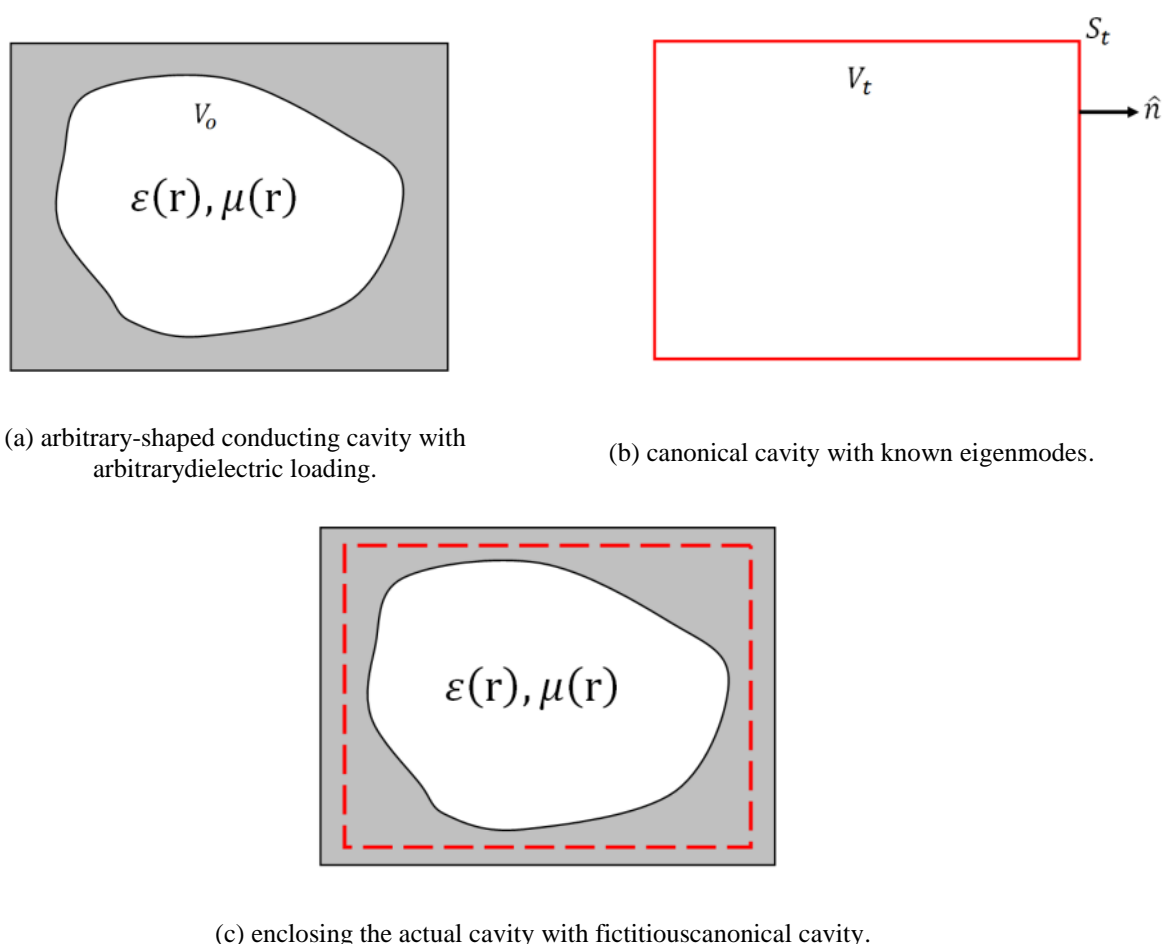 V_o
ε(r), μ(r)
S_t
V_t
n̂
(a) arbitrary-shaped conducting cavity with
arbitrarydielectric loading.
(b) canonical cavity with known eigenmodes.
ε(r), μ(r)
(c) enclosing the actual cavity with fictitiouscanonical cavity.